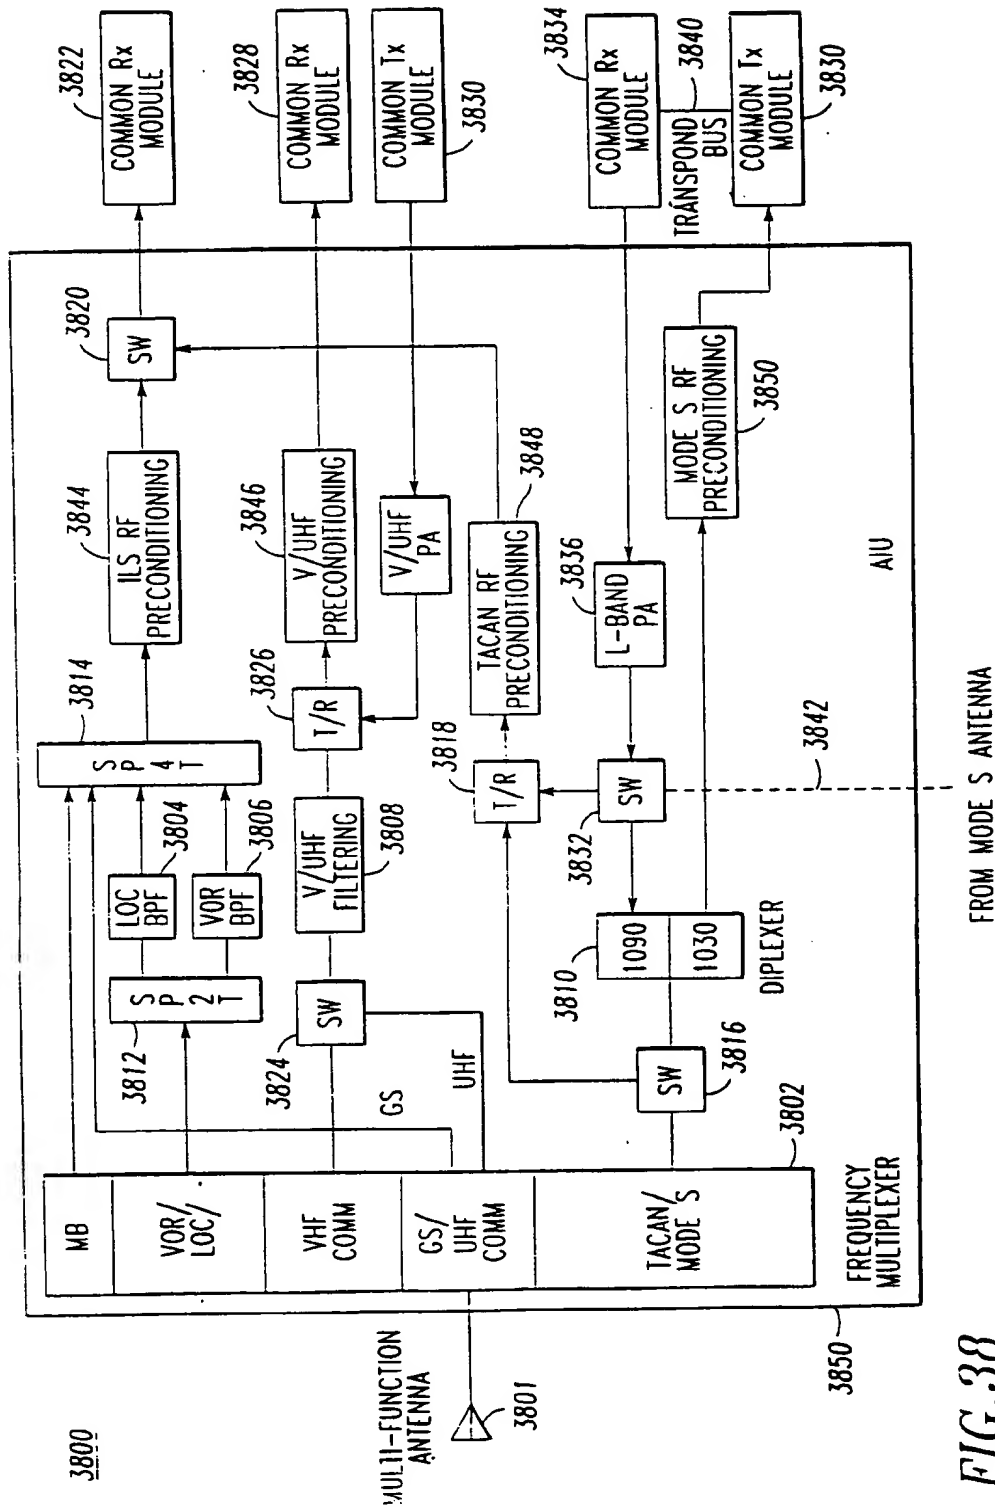 3800
MULTI-FUNCTION
ANTENNA
3801
3850
MB
VOR/
LOC/
VHF
COMM
GS/
UHF
COMM
TACAN/
MODE S
FREQUENCY
MULTIPLEXER
3802
3812
S
P
2
T
LOC
BPF
3804
VOR
BPF
3806
S
P
4
T
3814
ILS RF
PRECONDITIONING
3844
SW
3820
COMMON Rx
MODULE
3822
GS
UHF
3824
SW
V/UHF
FILTERING
3808
T/R
3826
V/UHF
PRECONDITIONING
3846
V/UHF
PA
COMMON Rx
MODULE
3828
COMMON Tx
MODULE
3830
T/R
3818
TACAN RF
PRECONDITIONING
3848
SW
3816
3810
1090
1030
DIPLEXER
3832
SW
L-BAND
PA
3836
MODE S RF
PRECONDITIONING
3850
AIU
COMMON Rx
MODULE
3834
TRANSPOND
BUS
3840
COMMON Tx
MODULE
3830
3842
FROM MODE S ANTENNA
FIG.38